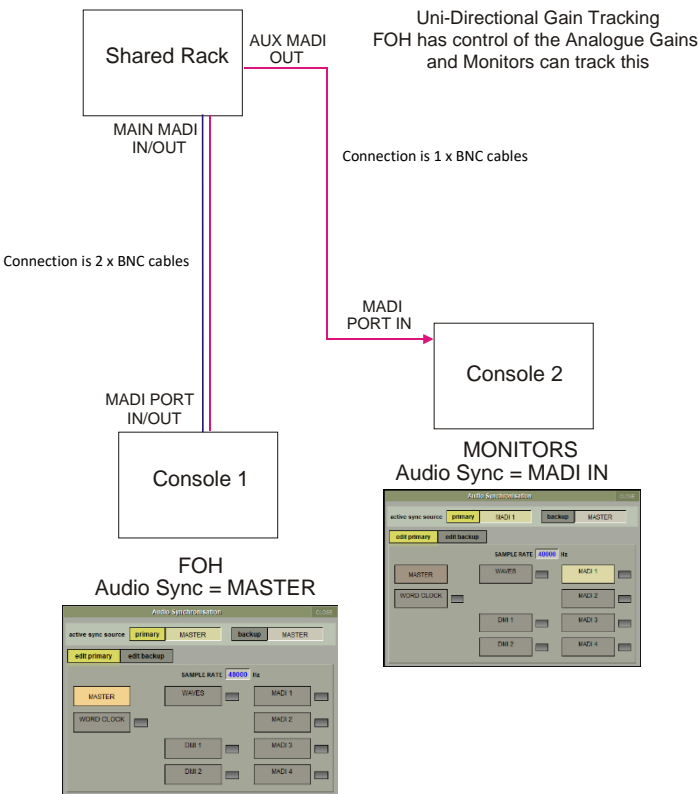 Uni-Directional Gain Tracking
FOH has control of the Analogue Gains
and Monitors can track this
Shared Rack
AUX MADI
OUT
MAIN MADI
IN/OUT
Connection is 1 x BNC cables
Connection is 2 x BNC cables
MADI
PORT IN
Console 2
MADI PORT
IN/OUT
Console 1
MONITORS
Audio Sync = MADI IN
Audio Synchronisation CLOSE
active sync source primary MADI 1 backup MASTER
edit primary edit backup
SAMPLE RATE 48000 Hz
MASTER WAVES MADI 1
WORD CLOCK MADI 2
DMI 1 MADI 3
DMI 2 MADI 4
FOH
Audio Sync = MASTER
Audio Synchronisation CLOSE
active sync source primary MASTER backup MASTER
edit primary edit backup
SAMPLE RATE 48000 Hz
MASTER WAVES MADI 1
WORD CLOCK MADI 2
DMI 1 MADI 3
DMI 2 MADI 4